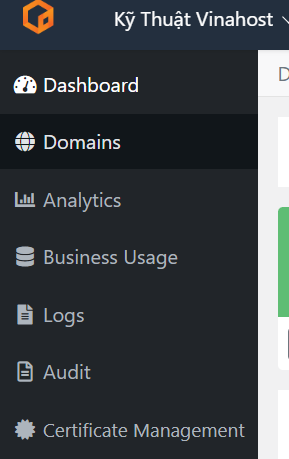 Kỹ Thuật Vinahost
Dashboard
Domains
Analytics
Business Usage
Logs
Audit
Certificate Management